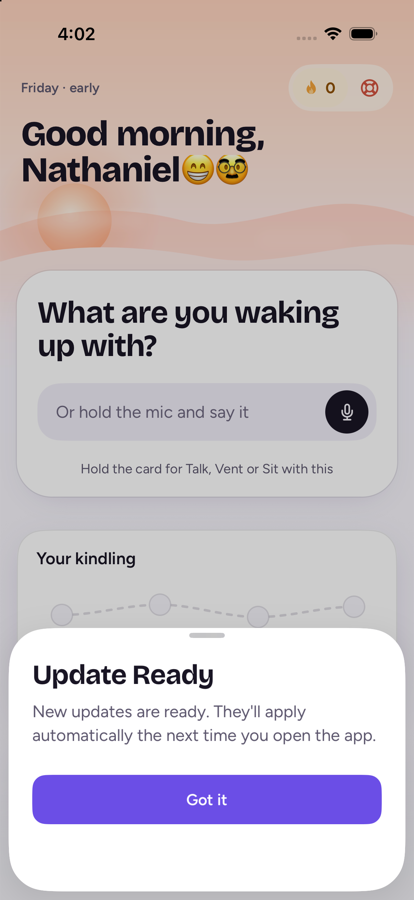 4:02
Friday · early
0
Good morning,
Nathaniel😁🥸
What are you waking
up with?
Or hold the mic and say it
Hold the card for Talk, Vent or Sit with this
Your kindling
Update Ready
New updates are ready. They'll apply
automatically the next time you open the app.
Got it